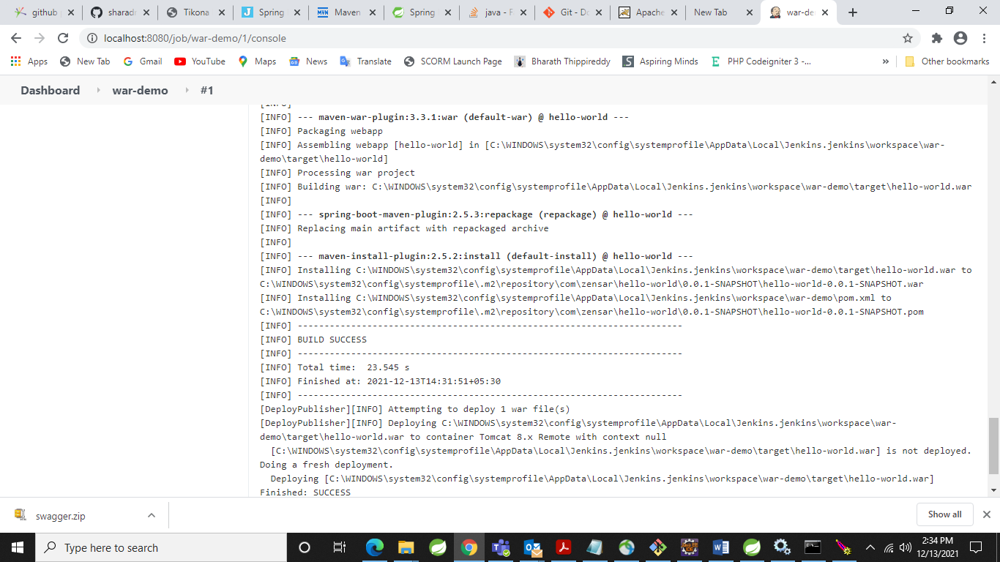 github
sharadr
Tikona
Spring
Maven
Spring
java - F
Git - Do
Apache
New Tab
war-de
localhost:8080/job/war-demo/1/console
Apps
New Tab
Gmail
YouTube
Maps
News
Translate
SCORM Launch Page
Bharath Thippireddy
Aspiring Minds
PHP Codeigniter 3 -...
»
Other bookmarks
Dashboard
war-demo
#1
[INFO]
[INFO] --- maven-war-plugin:3.3.1:war (default-war) @ hello-world ---
[INFO] Packaging webapp
[INFO] Assembling webapp [hello-world] in [C:\WINDOWS\system32\config\systemprofile\AppData\Local\Jenkins.jenkins\workspace\war-
demo\target\hello-world]
[INFO] Processing war project
[INFO] Building war: C:\WINDOWS\system32\config\systemprofile\AppData\Local\Jenkins.jenkins\workspace\war-demo\target\hello-world.war
[INFO]
[INFO] --- spring-boot-maven-plugin:2.5.3:repackage (repackage) @ hello-world ---
[INFO] Replacing main artifact with repackaged archive
[INFO]
[INFO] --- maven-install-plugin:2.5.2:install (default-install) @ hello-world ---
[INFO] Installing C:\WINDOWS\system32\config\systemprofile\AppData\Local\Jenkins.jenkins\workspace\war-demo\target\hello-world.war to
C:\WINDOWS\system32\config\systemprofile\.m2\repository\com\zensar\hello-world\0.0.1-SNAPSHOT\hello-world-0.0.1-SNAPSHOT.war
[INFO] Installing C:\WINDOWS\system32\config\systemprofile\AppData\Local\Jenkins.jenkins\workspace\war-demo\pom.xml to
C:\WINDOWS\system32\config\systemprofile\.m2\repository\com\zensar\hello-world\0.0.1-SNAPSHOT\hello-world-0.0.1-SNAPSHOT.pom
[INFO] ------------------------------------------------------------------------
[INFO] BUILD SUCCESS
[INFO] ------------------------------------------------------------------------
[INFO] Total time:  23.545 s
[INFO] Finished at: 2021-12-13T14:31:51+05:30
[INFO] ------------------------------------------------------------------------
[DeployPublisher][INFO] Attempting to deploy 1 war file(s)
[DeployPublisher][INFO] Deploying C:\WINDOWS\system32\config\systemprofile\AppData\Local\Jenkins.jenkins\workspace\war-
demo\target\hello-world.war to container Tomcat 8.x Remote with context null
[C:\WINDOWS\system32\config\systemprofile\AppData\Local\Jenkins.jenkins\workspace\war-demo\target\hello-world.war] is not deployed.
Doing a fresh deployment.
Deploying [C:\WINDOWS\system32\config\systemprofile\AppData\Local\Jenkins.jenkins\workspace\war-demo\target\hello-world.war]
Finished: SUCCESS
swagger.zip
Show all
Type here to search
2:34 PM
12/13/2021